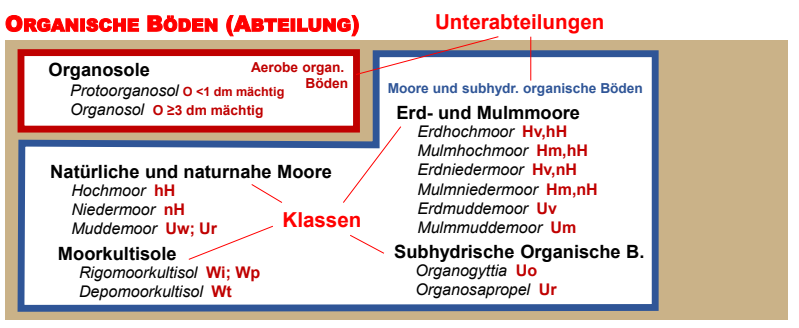 ORGANISCHE BÖDEN (ABTEILUNG)
Unterabteilungen
Organosole
Aerobe organ.
Böden
Protoorganosol O <1 dm mächtig
Organosol O ≥3 dm mächtig
Moore und subhydr. organische Böden
Erd- und Mulmmoore
Erdhochmoor Hv,hH
Mulmhochmoor Hm,hH
Erdniedermoor Hv,nH
Mulmniedermoor Hm,nH
Erdmuddemoor Uv
Mulmmuddemoor Um
Natürliche und naturnahe Moore
Hochmoor hH
Niedermoor nH
Muddemoor Uw; Ur
Klassen
Moorkultisole
Rigomoorkultisol Wi; Wp
Depomoorkultisol Wt
Subhydrische Organische B.
Organogyttia Uo
Organosapropel Ur